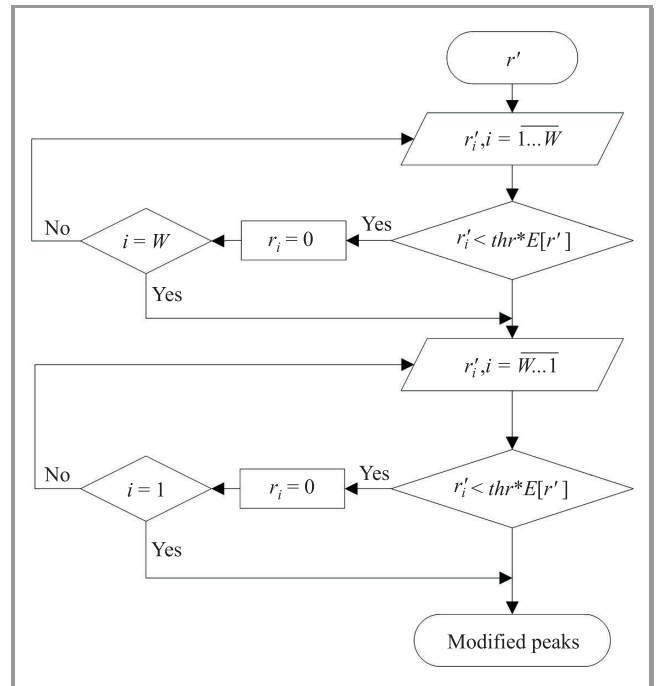 r'
r'ᵢ, i = 1...W
No
i = W
rᵢ = 0
Yes
r'ᵢ < thr*E[r']
Yes
r'ᵢ, i = W...1
No
i = 1
rᵢ = 0
Yes
r'ᵢ < thr*E[r']
Yes
Modified peaks